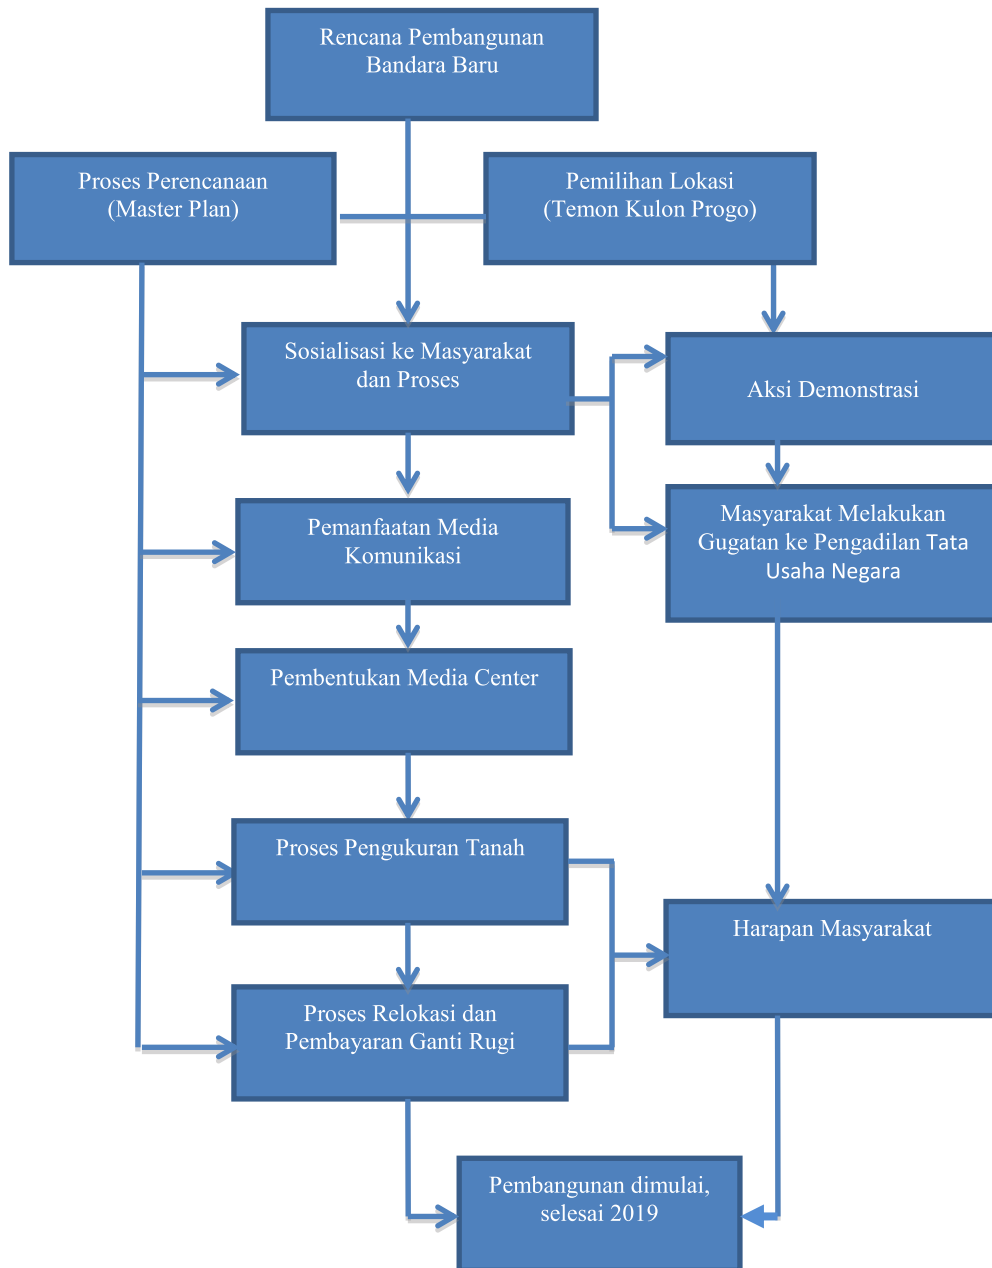 Rencana Pembangunan
Bandara Baru
Proses Perencanaan
(Master Plan)
Pemilihan Lokasi
(Temon Kulon Progo)
Sosialisasi ke Masyarakat
dan Proses
Aksi Demonstrasi
Pemanfaatan Media
Komunikasi
Masyarakat Melakukan
Gugatan ke Pengadilan Tata
Usaha Negara
Pembentukan Media Center
Proses Pengukuran Tanah
Harapan Masyarakat
Proses Relokasi dan
Pembayaran Ganti Rugi
Pembangunan dimulai,
selesai 2019